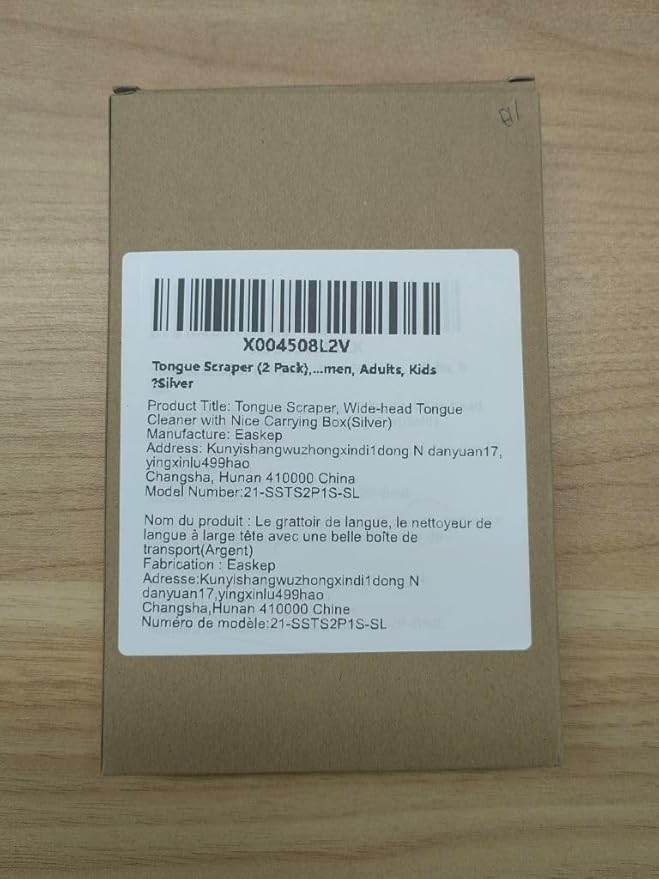 X004508L2V
Tongue Scraper (2 Pack),...men, Adults, Kids
?Silver
Product Title: Tongue Scraper, Wide-head Tongue
Cleaner with Nice Carrying Box(Silver)
Manufacture: Easkep
Address: Kunyishangwuzhongxindi1dong N danyuan17,
yingxinlu499hao
Changsha, Hunan 410000 China
Model Number:21-SSTS2P1S-SL
Nom du produit : Le grattoir de langue, le nettoyeur de
langue à large tête avec une belle boîte de
transport(Argent)
Fabrication : Easkep
Adresse:Kunyishangwuzhongxindi1dong N
danyuan17,yingxinlu499hao
Changsha,Hunan 410000 Chine
Numéro de modèle:21-SSTS2P1S-SL